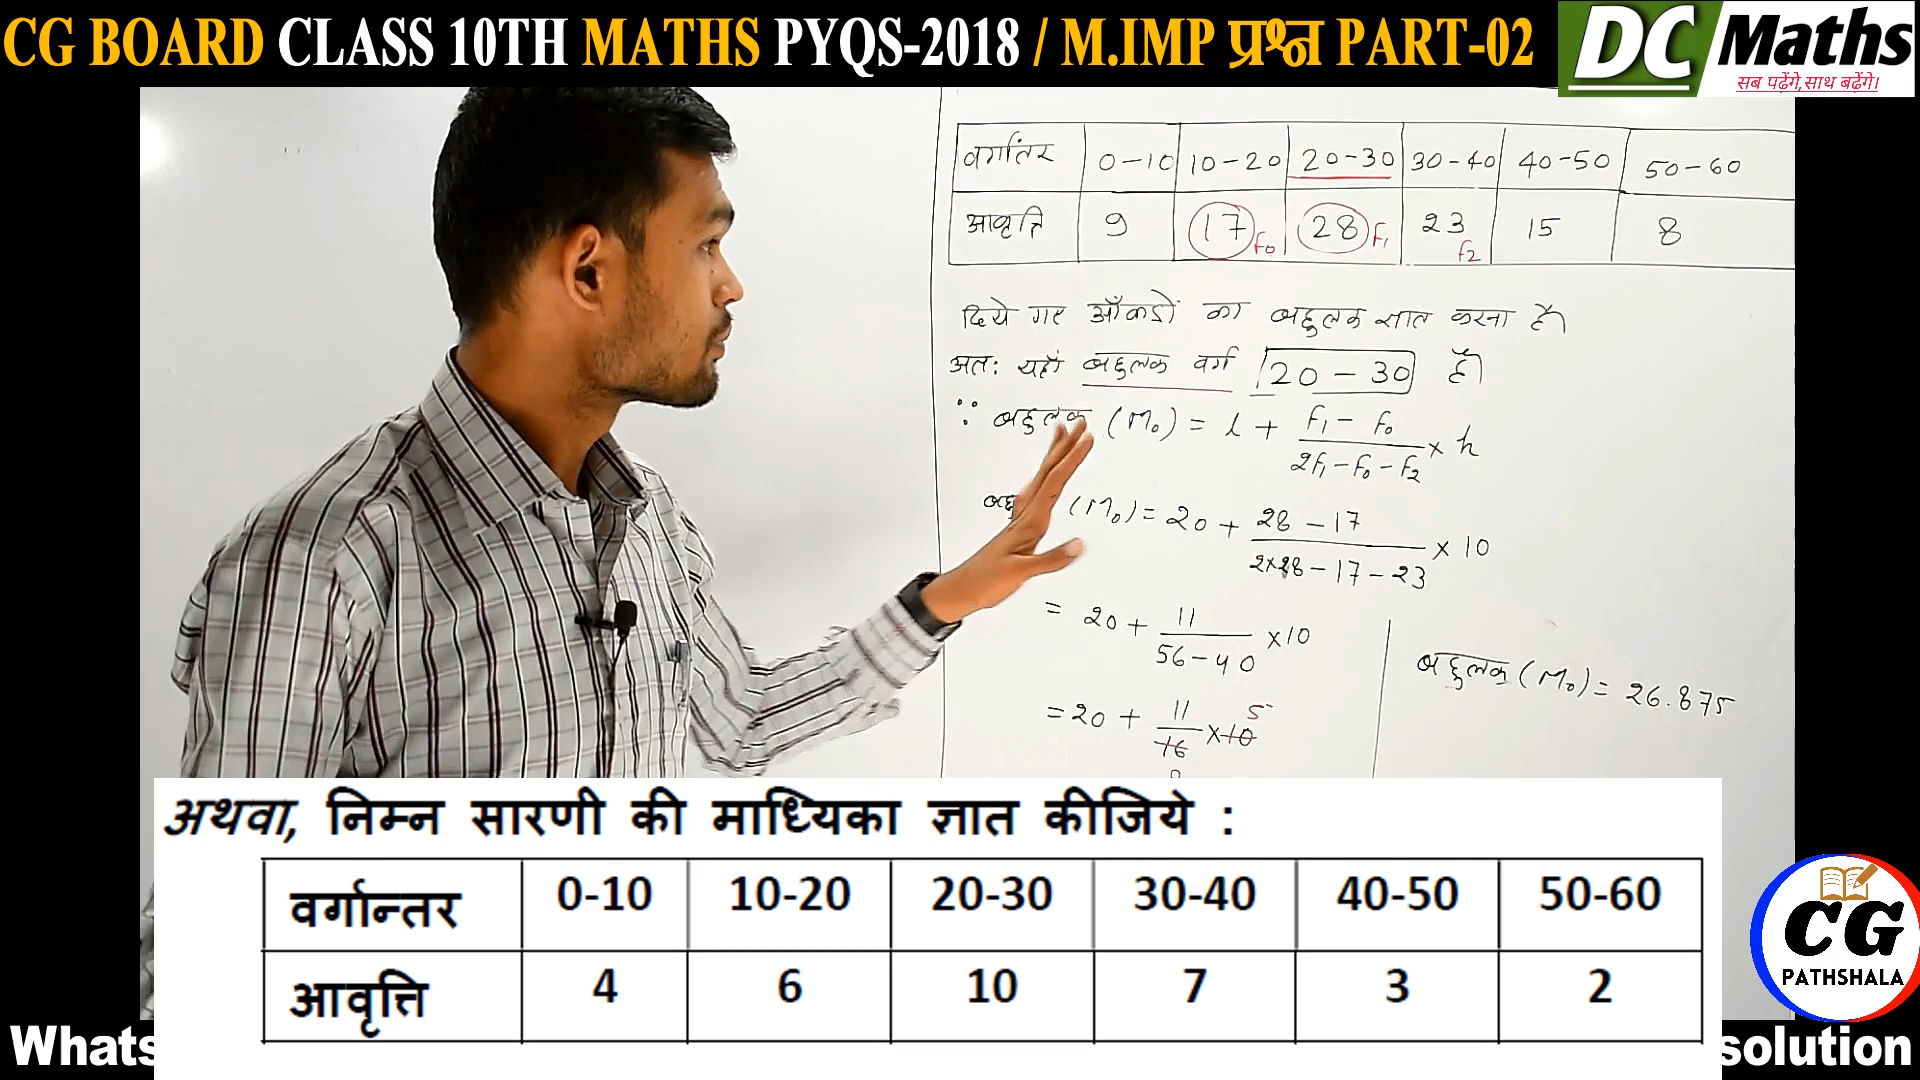 CG BOARD CLASS 10TH MATHS PYQS-2018 / M.IMP प्रश्न PART-02
DC Maths
सब पढ़ेंगे,साथ बढ़ेंगे।
वर्गांतर 0-10 10-20 20-30 30-40 40-50 50-60
आवृत्ति 9 17 F₀ 28 F₁ 23 F₂ 15 8
दिये गए आँकडों का बहुलक ज्ञात करना है।
अतः यहाँ बहुलक वर्ग 20 - 30 है।
∵ बहुलक (M₀) = l + F₁ - F₀ / 2F₁ - F₀ - F₂ × h
(M₀) = 20 + 28 - 17 / 2×28 - 17 - 23 × 10
= 20 + 11 / 56 - 40 × 10
= 20 + 11 / 16 × 10 5
बहुलक (M₀) = 26.875
अथवा, निम्न सारणी की माध्यिका ज्ञात कीजिये :
वर्गान्तर 0-10 10-20 20-30 30-40 40-50 50-60
आवृत्ति 4 6 10 7 3 2
CG
PATHSHALA
Whats
solution